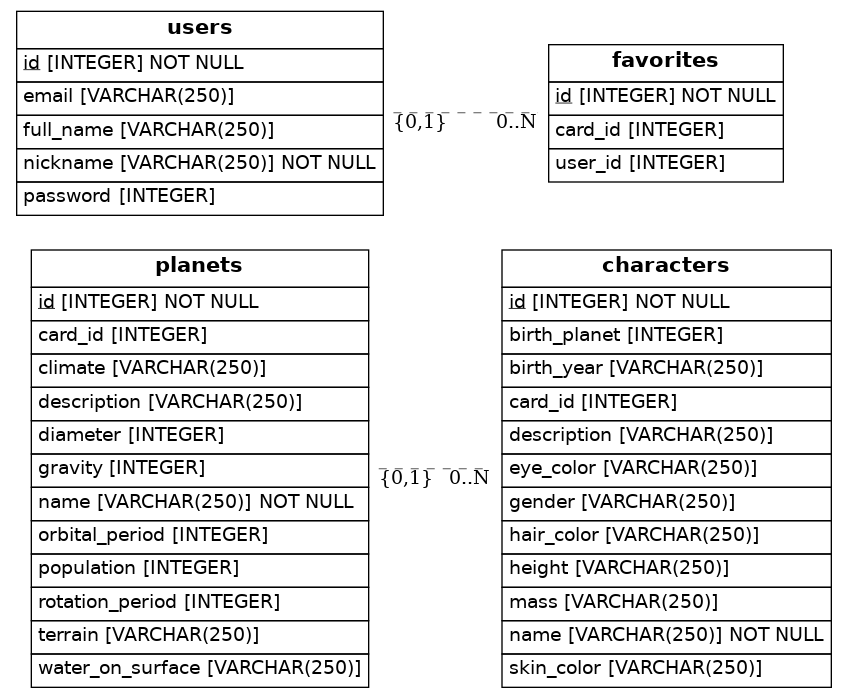 users
id [INTEGER] NOT NULL
email [VARCHAR(250)]
full_name [VARCHAR(250)]
nickname [VARCHAR(250)] NOT NULL
password [INTEGER]
{0,1}
0..N
favorites
id [INTEGER] NOT NULL
card_id [INTEGER]
user_id [INTEGER]
planets
id [INTEGER] NOT NULL
card_id [INTEGER]
climate [VARCHAR(250)]
description [VARCHAR(250)]
diameter [INTEGER]
gravity [INTEGER]
name [VARCHAR(250)] NOT NULL
orbital_period [INTEGER]
population [INTEGER]
rotation_period [INTEGER]
terrain [VARCHAR(250)]
water_on_surface [VARCHAR(250)]
{0,1}
0..N
characters
id [INTEGER] NOT NULL
birth_planet [INTEGER]
birth_year [VARCHAR(250)]
card_id [INTEGER]
description [VARCHAR(250)]
eye_color [VARCHAR(250)]
gender [VARCHAR(250)]
hair_color [VARCHAR(250)]
height [VARCHAR(250)]
mass [VARCHAR(250)]
name [VARCHAR(250)] NOT NULL
skin_color [VARCHAR(250)]